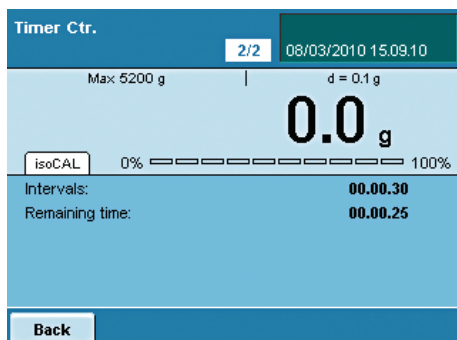 Timer Ctr.
2/2 08/03/2010 15.09.10
Max 5200 g d = 0.1 g
0.0 g
isoCAL 0% 100%
Intervals: 00.00.30
Remaining time: 00.00.25
Back